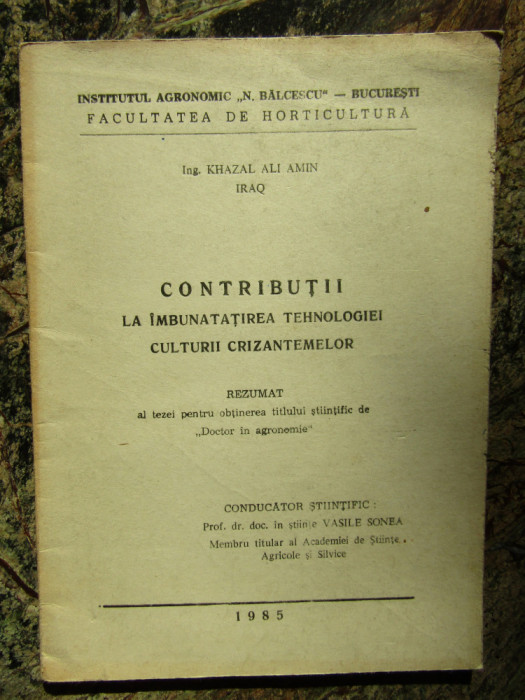 INSTITUTUL AGRONOMIC „N. BĂLCESCU" — BUCUREȘTI
FACULTATEA DE HORTICULTURĂ
Ing. KHAZAL ALI AMIN
IRAQ
CONTRIBUȚII
LA ÎMBUNATAȚIREA TEHNOLOGIEI
CULTURII CRIZANTEMELOR
REZUMAT
al tezei pentru obținerea titlului științific de
„Doctor în agronomie"
CONDUCĂTOR ȘTIINȚIFIC :
Prof. dr. doc. în științe VASILE SONEA
Membru titular al Academiei de Științe
Agricole și Silvice
1985